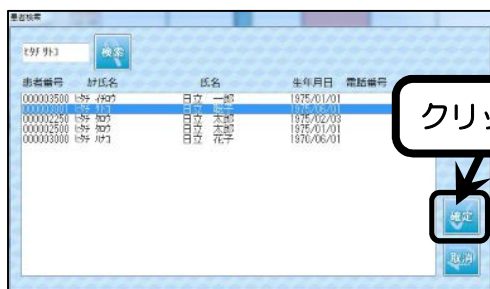 患者検索
ﾋﾀﾁ ｻﾄｺ 検索
患者番号 ｶﾅ氏名 氏名 生年月日 電話番号
000003500 ﾋﾀﾁ ｲﾁﾛｳ 日立 一郎 1975/01/01
日立
000002250 ﾋﾀﾁ ﾀﾛｳ 日立 太郎 1975/02/03
000002500 ﾋﾀﾁ ﾀﾛｳ 日立 太郎 1975/01/01
000003000 ﾋﾀﾁ ﾊﾅｺ 日立 花子 1970/06/01
クリッ
確定
取消